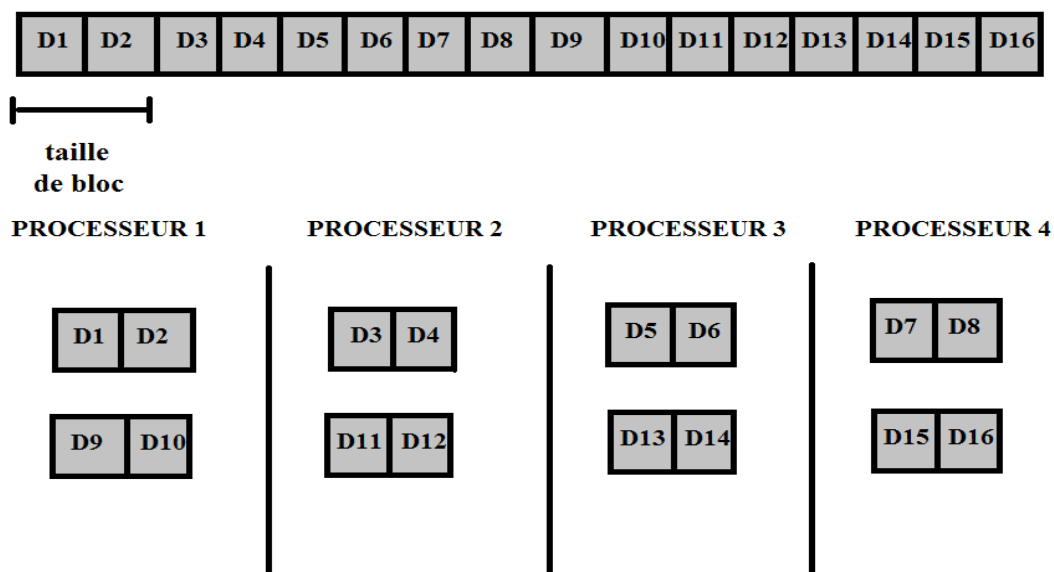 D1 D2 D3 D4 D5 D6 D7 D8 D9 D10 D11 D12 D13 D14 D15 D16
taille
de bloc
PROCESSEUR 1 PROCESSEUR 2 PROCESSEUR 3 PROCESSEUR 4
D1 D2 D3 D4 D5 D6 D7 D8
D9 D10 D11 D12 D13 D14 D15 D16